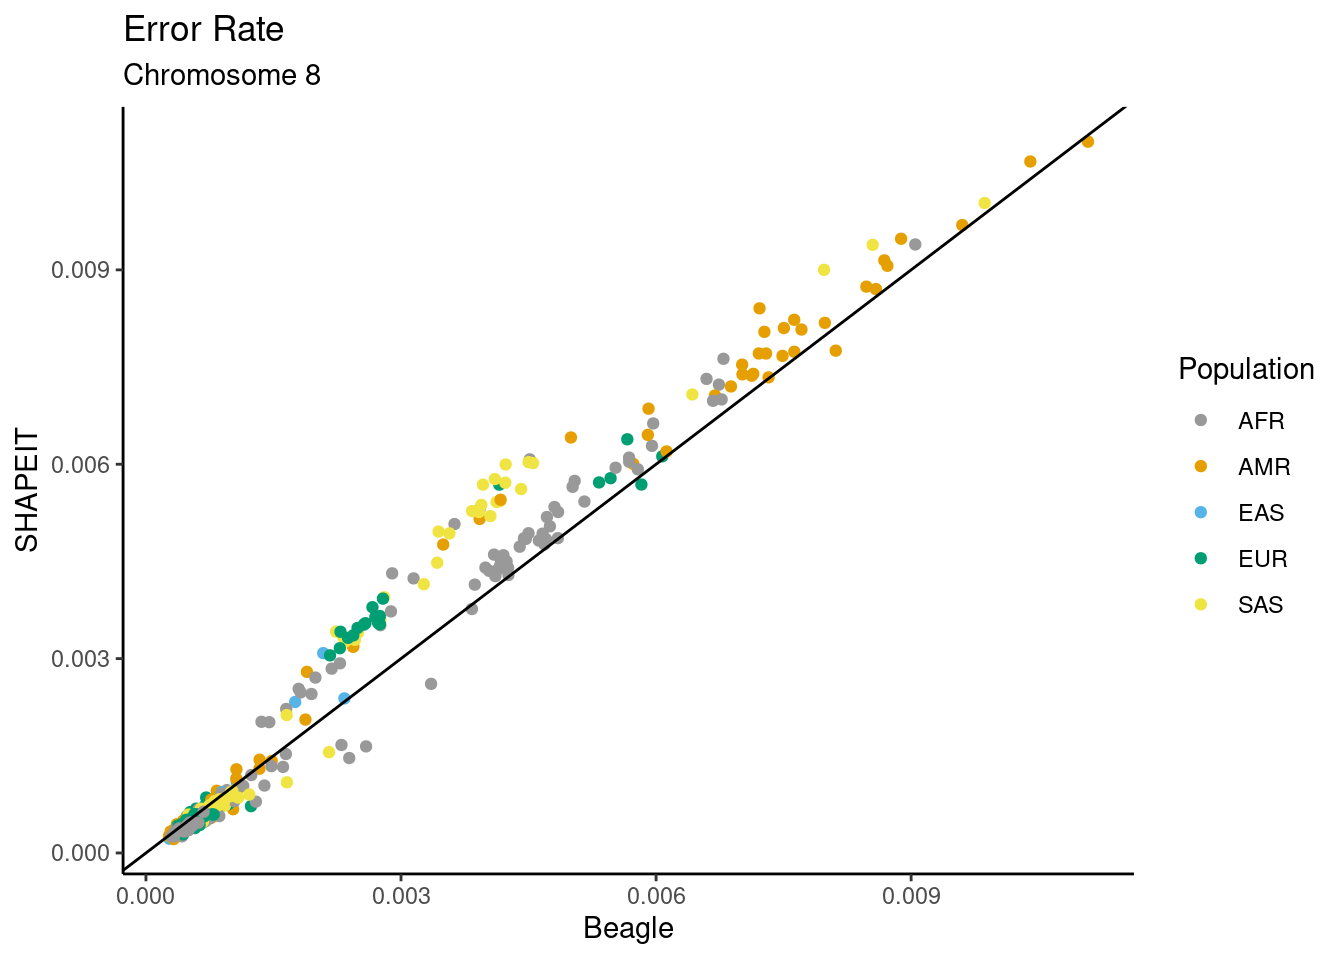 Error Rate
Chromosome 8
SHAPEIT
0.009
0.006
0.003
0.000
0.000 0.003 0.006 0.009
Beagle
Population
AFR
AMR
EAS
EUR
SAS